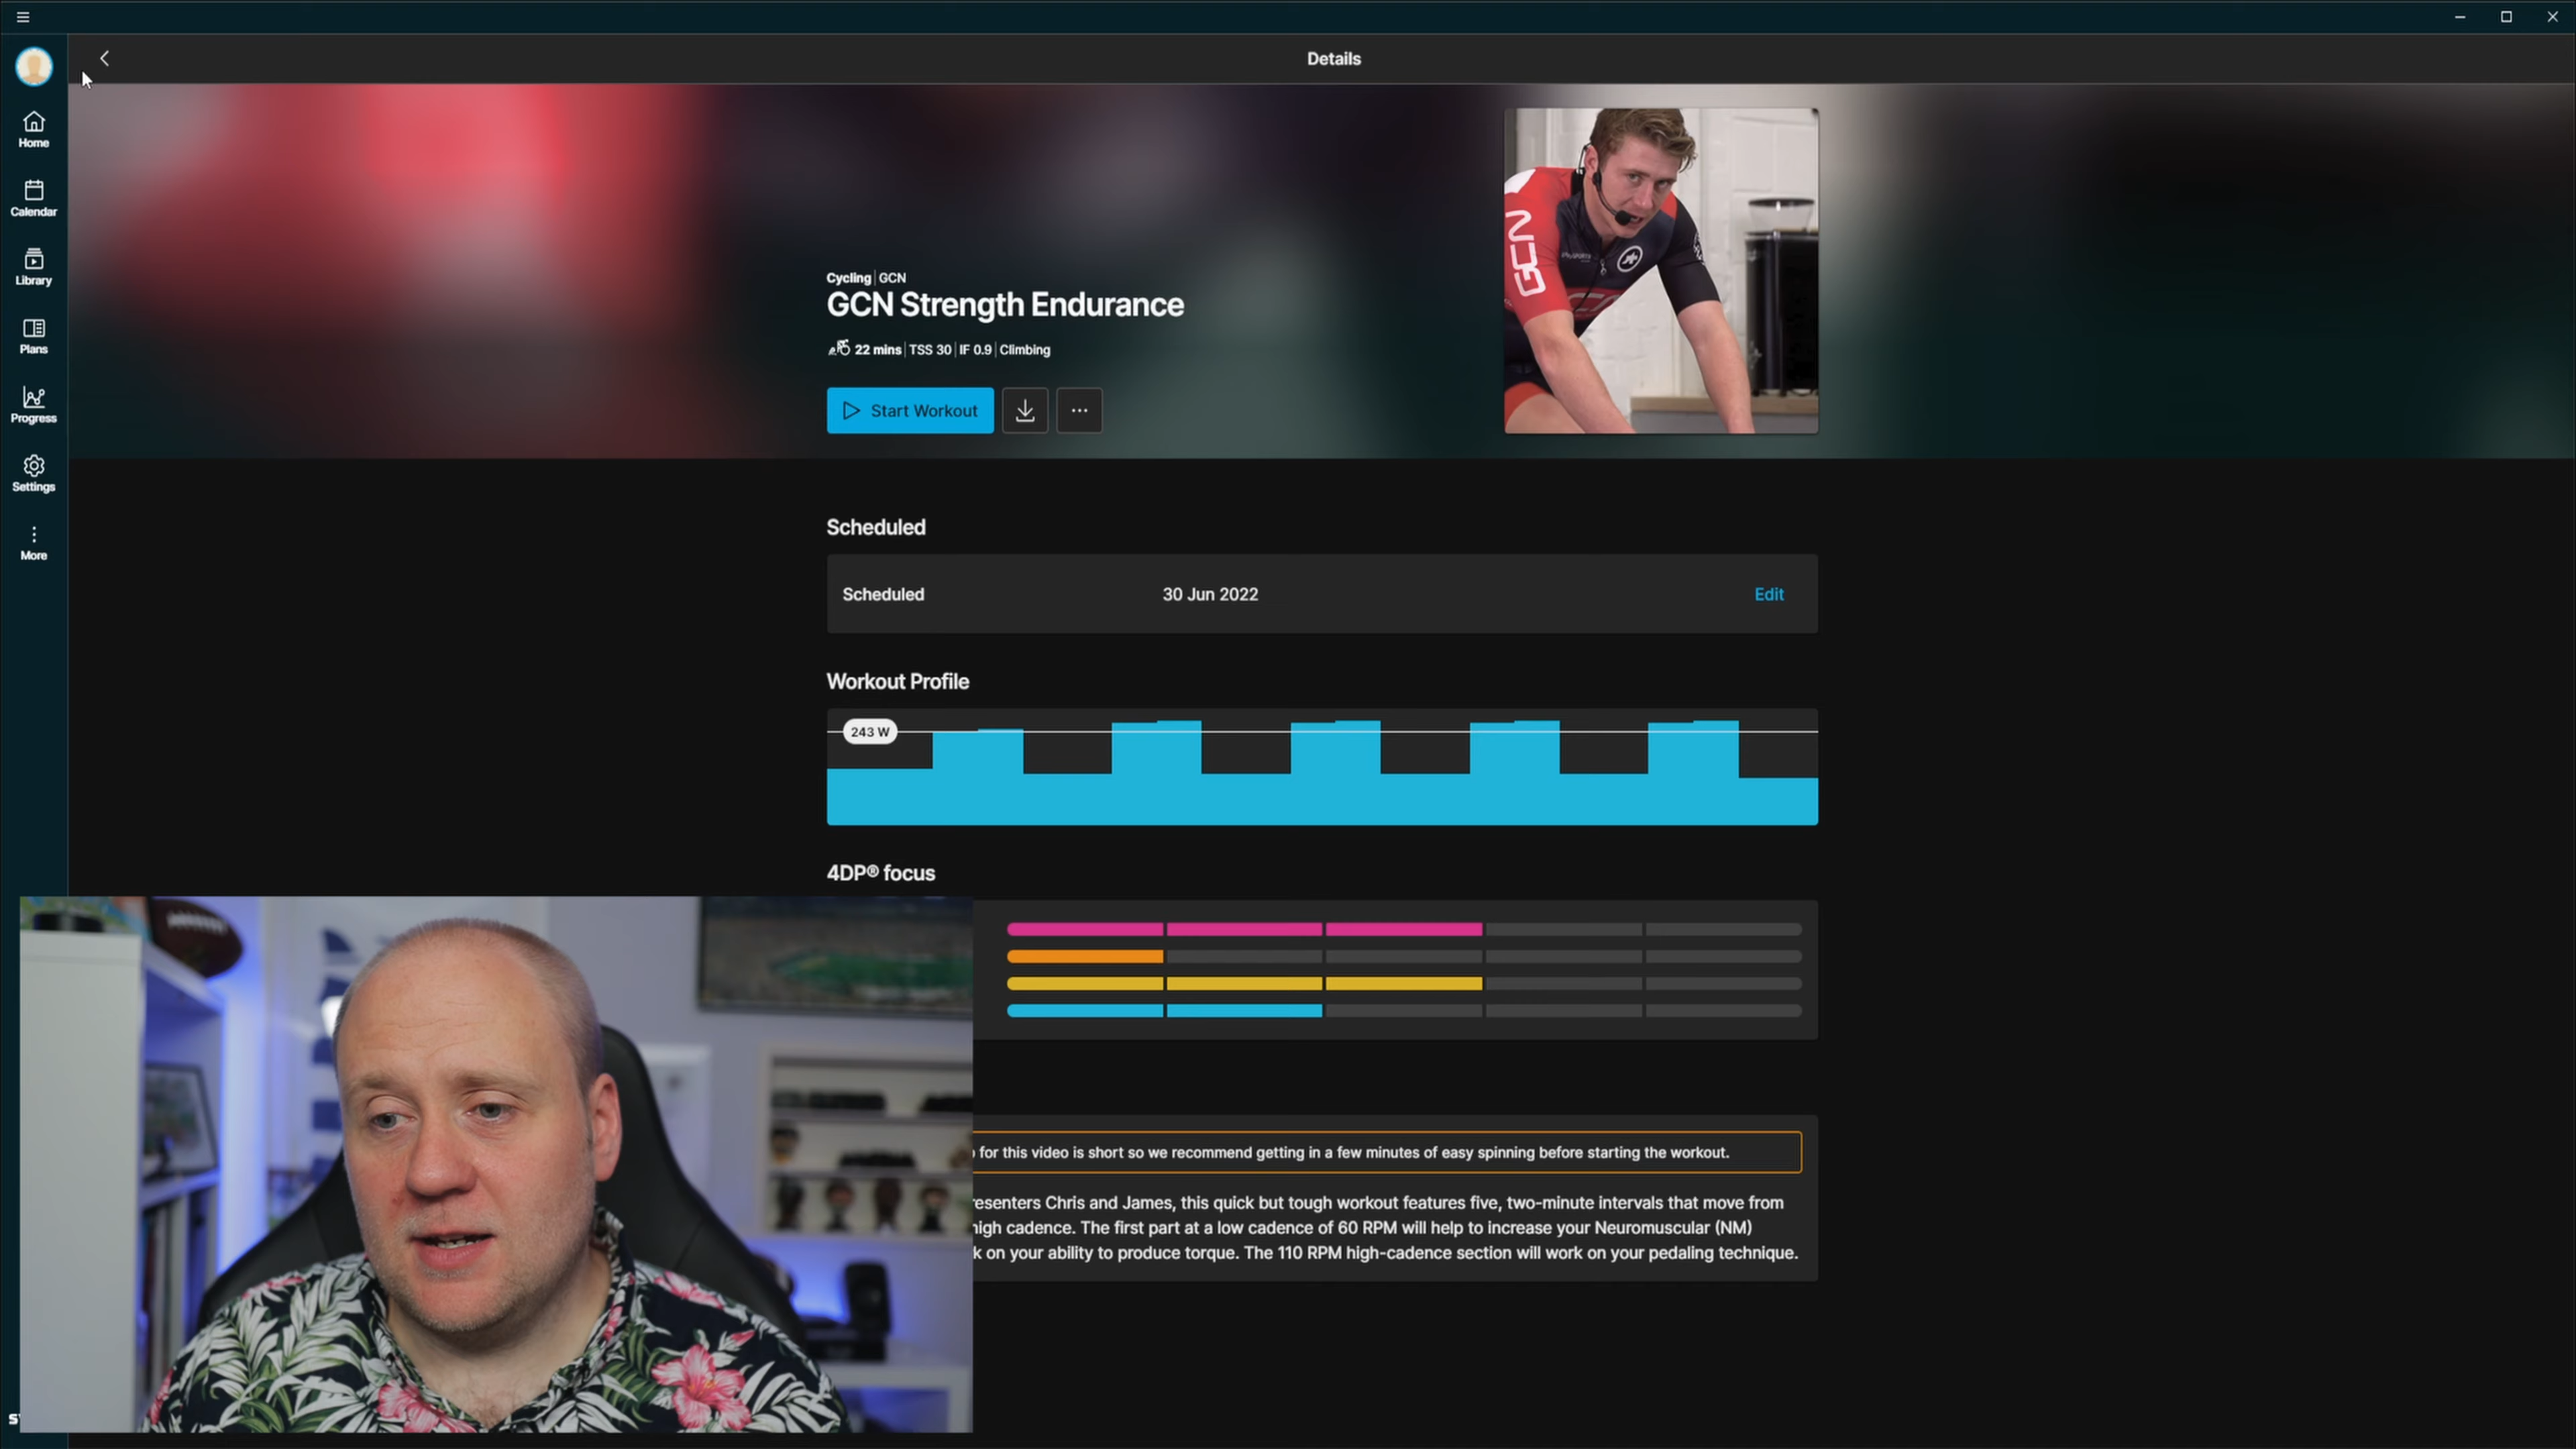 Details
Home
Calendar
Library
Plans
Progress
Settings
More
Cycling | GCN
GCN Strength Endurance
22 mins | TSS 30 | IF 0.9 | Climbing
Start Workout
GCN
Scheduled
Scheduled 30 Jun 2022 Edit
Workout Profile
243 W
4DP® focus
for this video is short so we recommend getting in a few minutes of easy spinning before starting the workout.
resenters Chris and James, this quick but tough workout features five, two-minute intervals that move from
high cadence. The first part at a low cadence of 60 RPM will help to increase your Neuromuscular (NM)
k on your ability to produce torque. The 110 RPM high-cadence section will work on your pedaling technique.